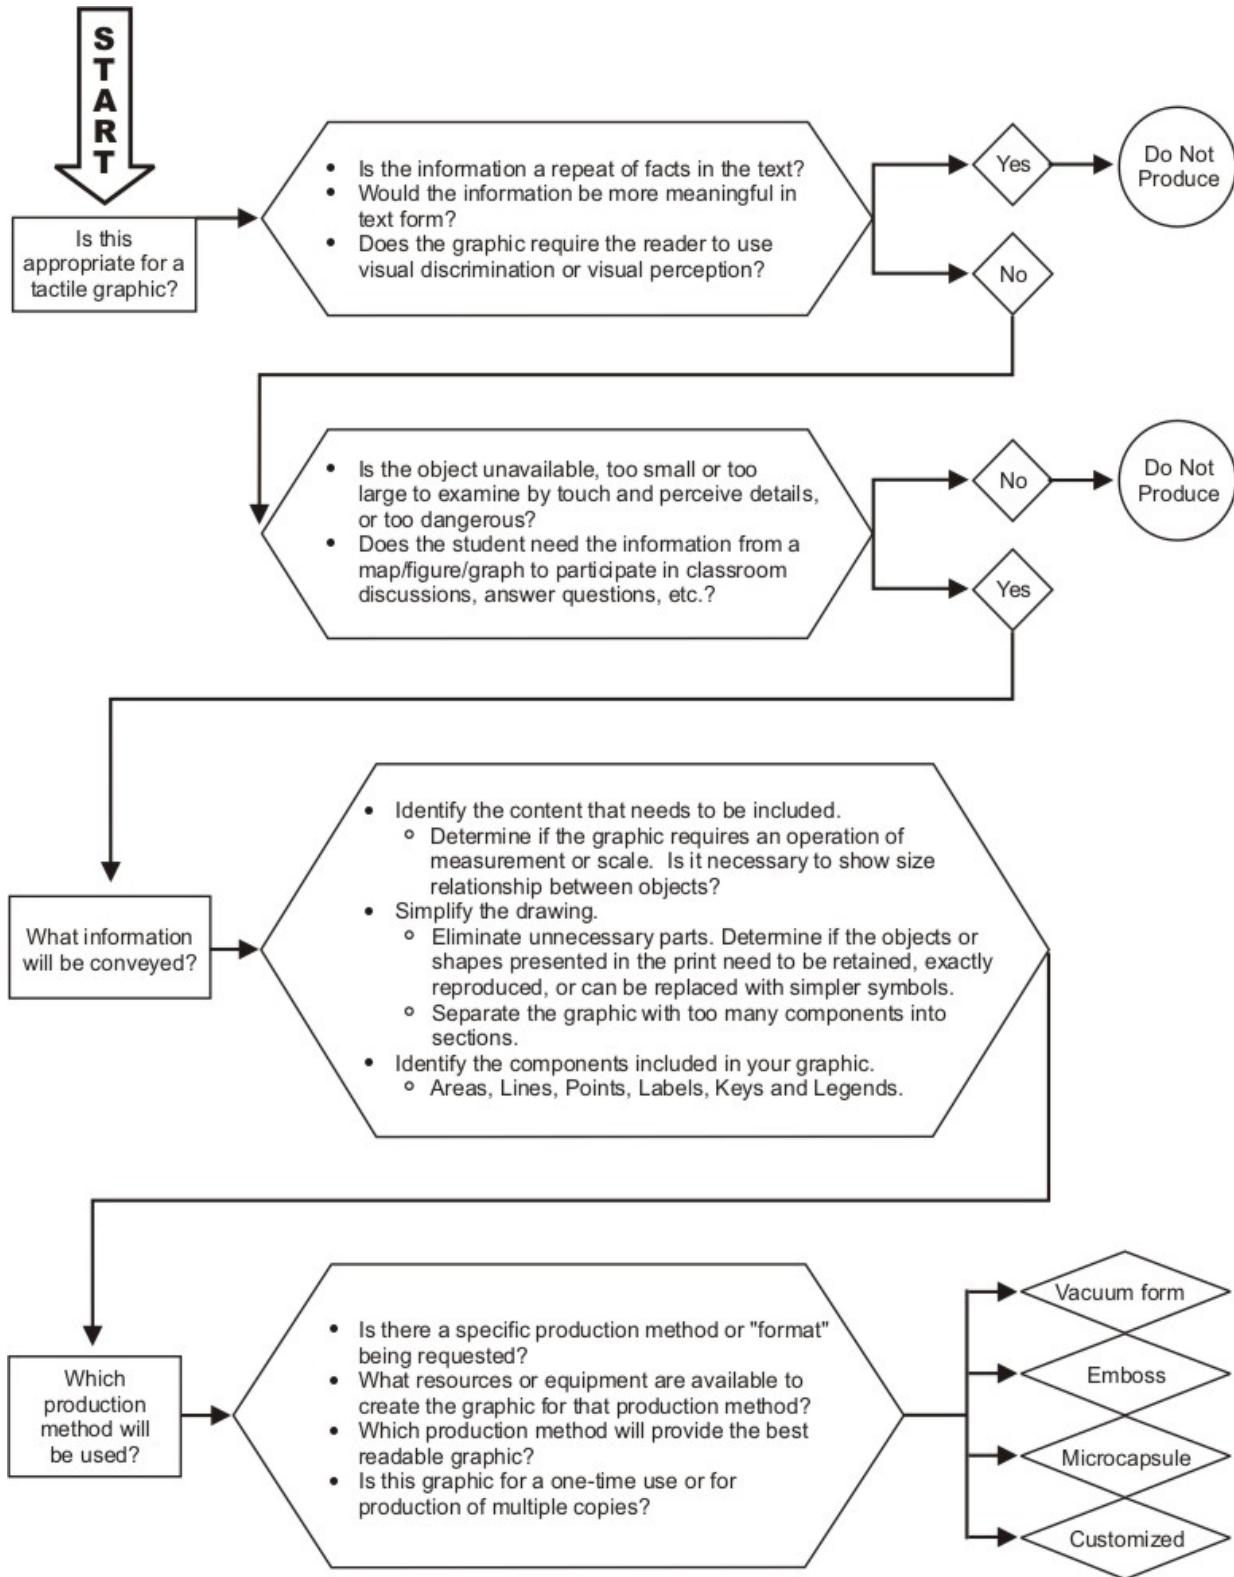 START
Is this
appropriate for a
tactile graphic?
• Is the information a repeat of facts in the text?
• Would the information be more meaningful in
text form?
• Does the graphic require the reader to use
visual discrimination or visual perception?
Yes
Do Not
Produce
No
• Is the object unavailable, too small or too
large to examine by touch and perceive details,
or too dangerous?
• Does the student need the information from a
map/figure/graph to participate in classroom
discussions, answer questions, etc.?
No
Do Not
Produce
Yes
What information
will be conveyed?
• Identify the content that needs to be included.
o Determine if the graphic requires an operation of
measurement or scale. Is it necessary to show size
relationship between objects?
• Simplify the drawing.
o Eliminate unnecessary parts. Determine if the objects or
shapes presented in the print need to be retained, exactly
reproduced, or can be replaced with simpler symbols.
o Separate the graphic with too many components into
sections.
• Identify the components included in your graphic.
o Areas, Lines, Points, Labels, Keys and Legends.
Which
production
method will
be used?
• Is there a specific production method or "format"
being requested?
• What resources or equipment are available to
create the graphic for that production method?
• Which production method will provide the best
readable graphic?
• Is this graphic for a one-time use or for
production of multiple copies?
Vacuum form
Emboss
Microcapsule
Customized